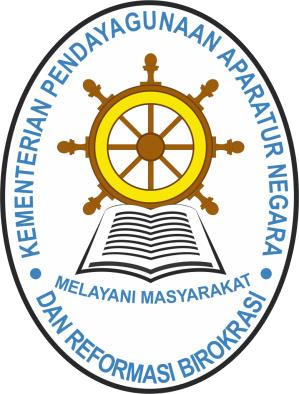 KEMENTERIAN PENDAYAGUNAAN APARATUR NEGARA
MELAYANI MASYARAKAT
DAN REFORMASI BIROKRASI